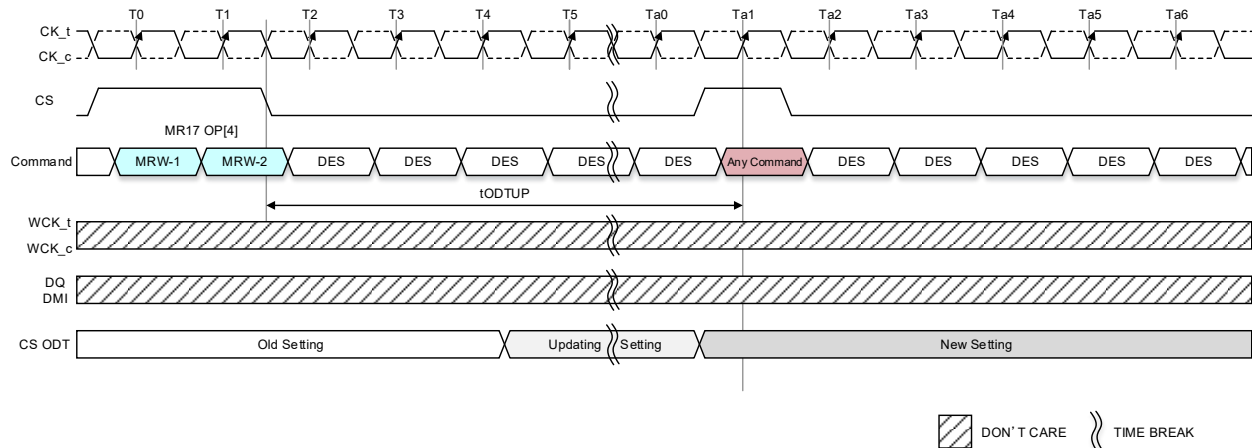 T0 T1 T2 T3 T4 T5 Ta0 Ta1 Ta2 Ta3 Ta4 Ta5 Ta6
CK_t
CK_c
CS
MR17 OP[4]
Command MRW-1 MRW-2 DES DES DES DES DES Any Command DES DES DES DES DES
tODTUP
WCK_t
WCK_c
DQ
DMI
CS ODT Old Setting Updating Setting New Setting
DON'T CARE TIME BREAK